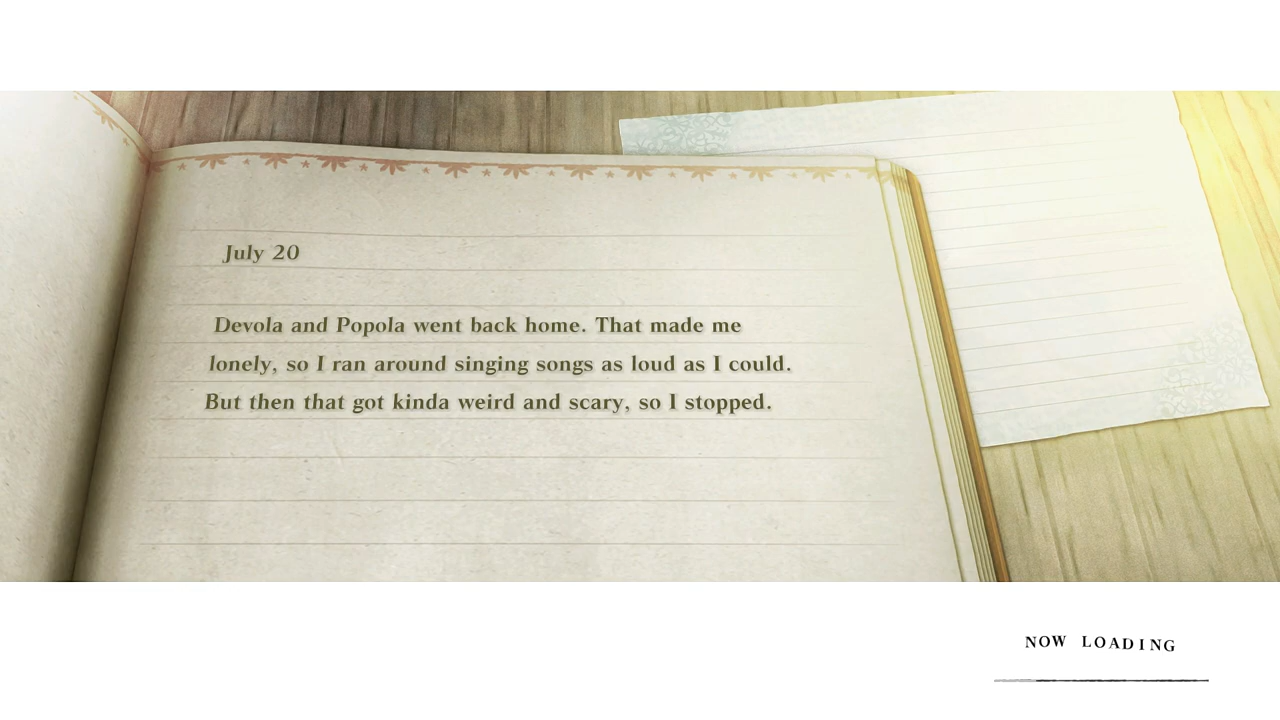 July 20
Devola and Popola went back home. That made me
lonely, so I ran around singing songs as loud as I could.
But then that got kinda weird and scary, so I stopped.
NOW LOADING